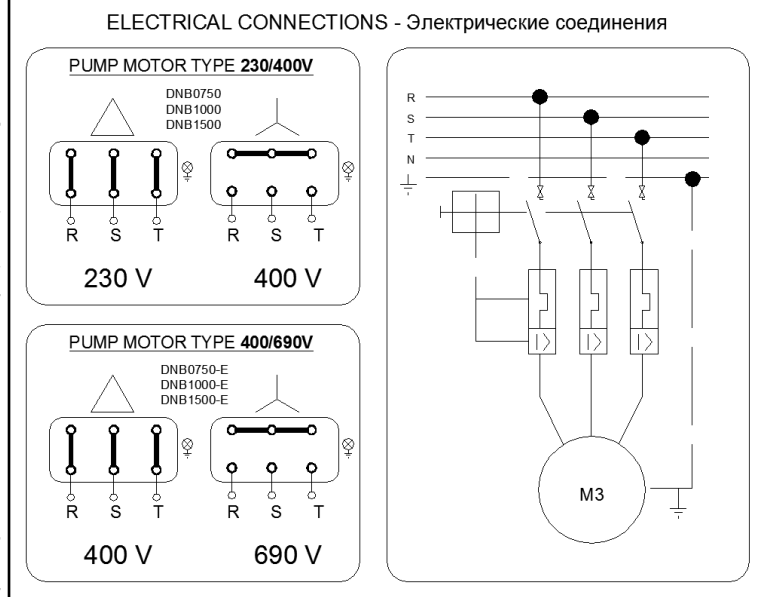 ELECTRICAL CONNECTIONS - Электрические соединения
PUMP MOTOR TYPE 230/400V
DNB0750
DNB1000
DNB1500
R S T
R S T
230 V
400 V
PUMP MOTOR TYPE 400/690V
DNB0750-E
DNB1000-E
DNB1500-E
R S T
R S T
400 V
690 V
R
S
T
N
M3